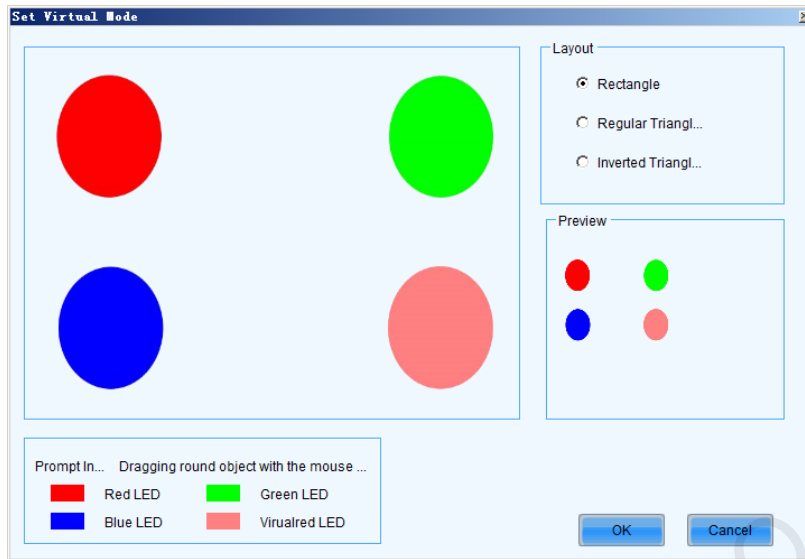 Set Virtual Mode
Layout
Rectangle
Regular Triangl...
Inverted Triangl...
Preview
Prompt In... Dragging round object with the mouse ...
Red LED Green LED
Blue LED Virualred LED
OK Cancel